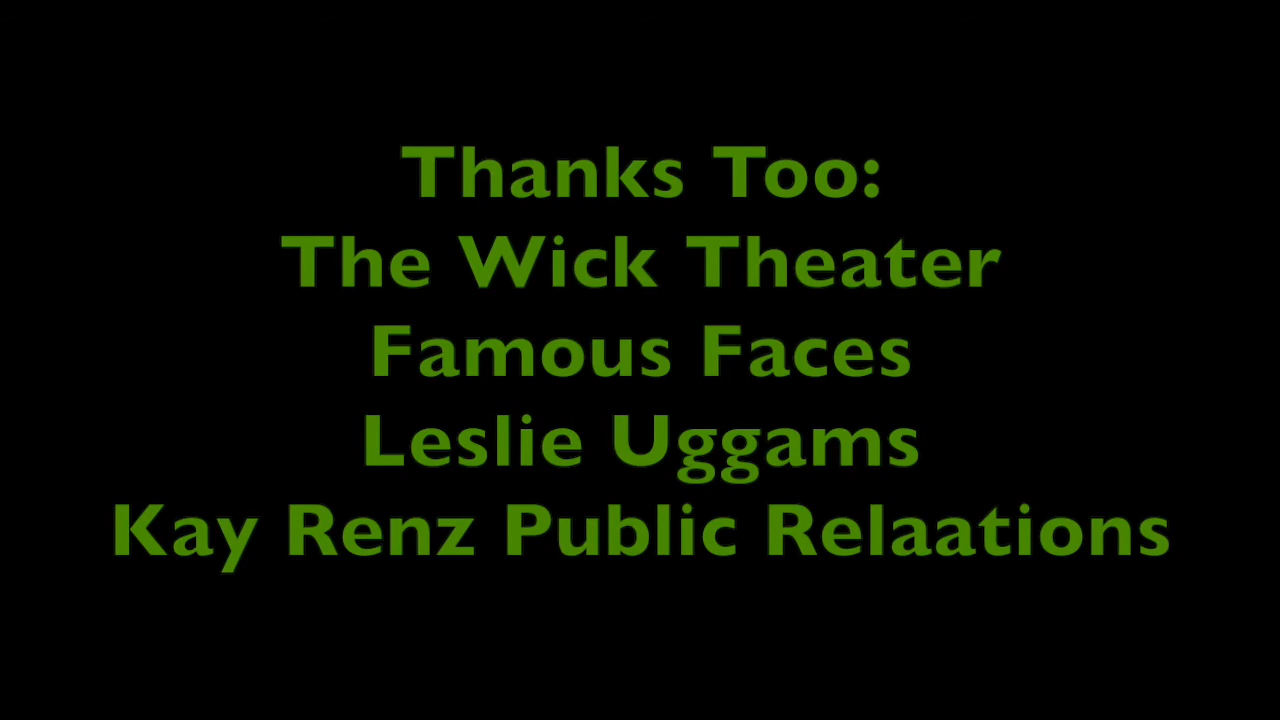 Thanks Too:
The Wick Theater
Famous Faces
Leslie Uggams
Kay Renz Public Relaations